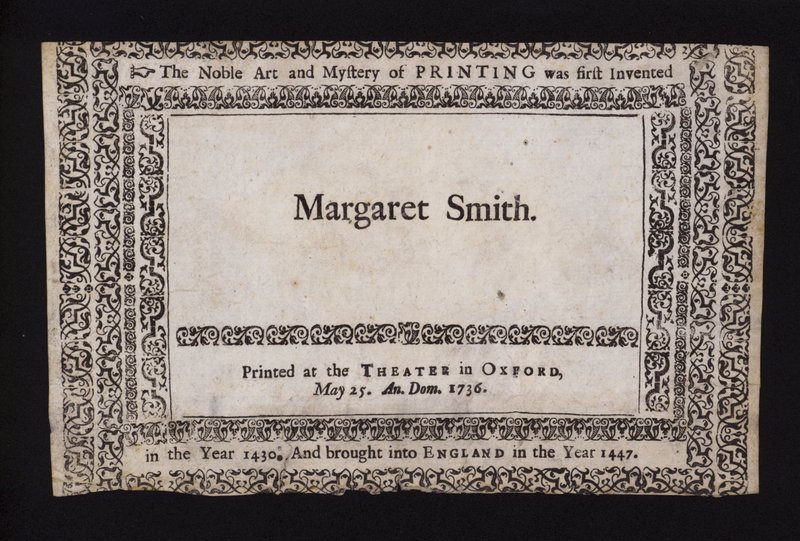 ☞ The Noble Art and Myſtery of PRINTING was firſt Invented
Margaret Smith.
Printed at the THEATER in OXFORD,
May 25. An. Dom. 1736.
in the Year 1430. And brought into ENGLAND in the Year 1447.